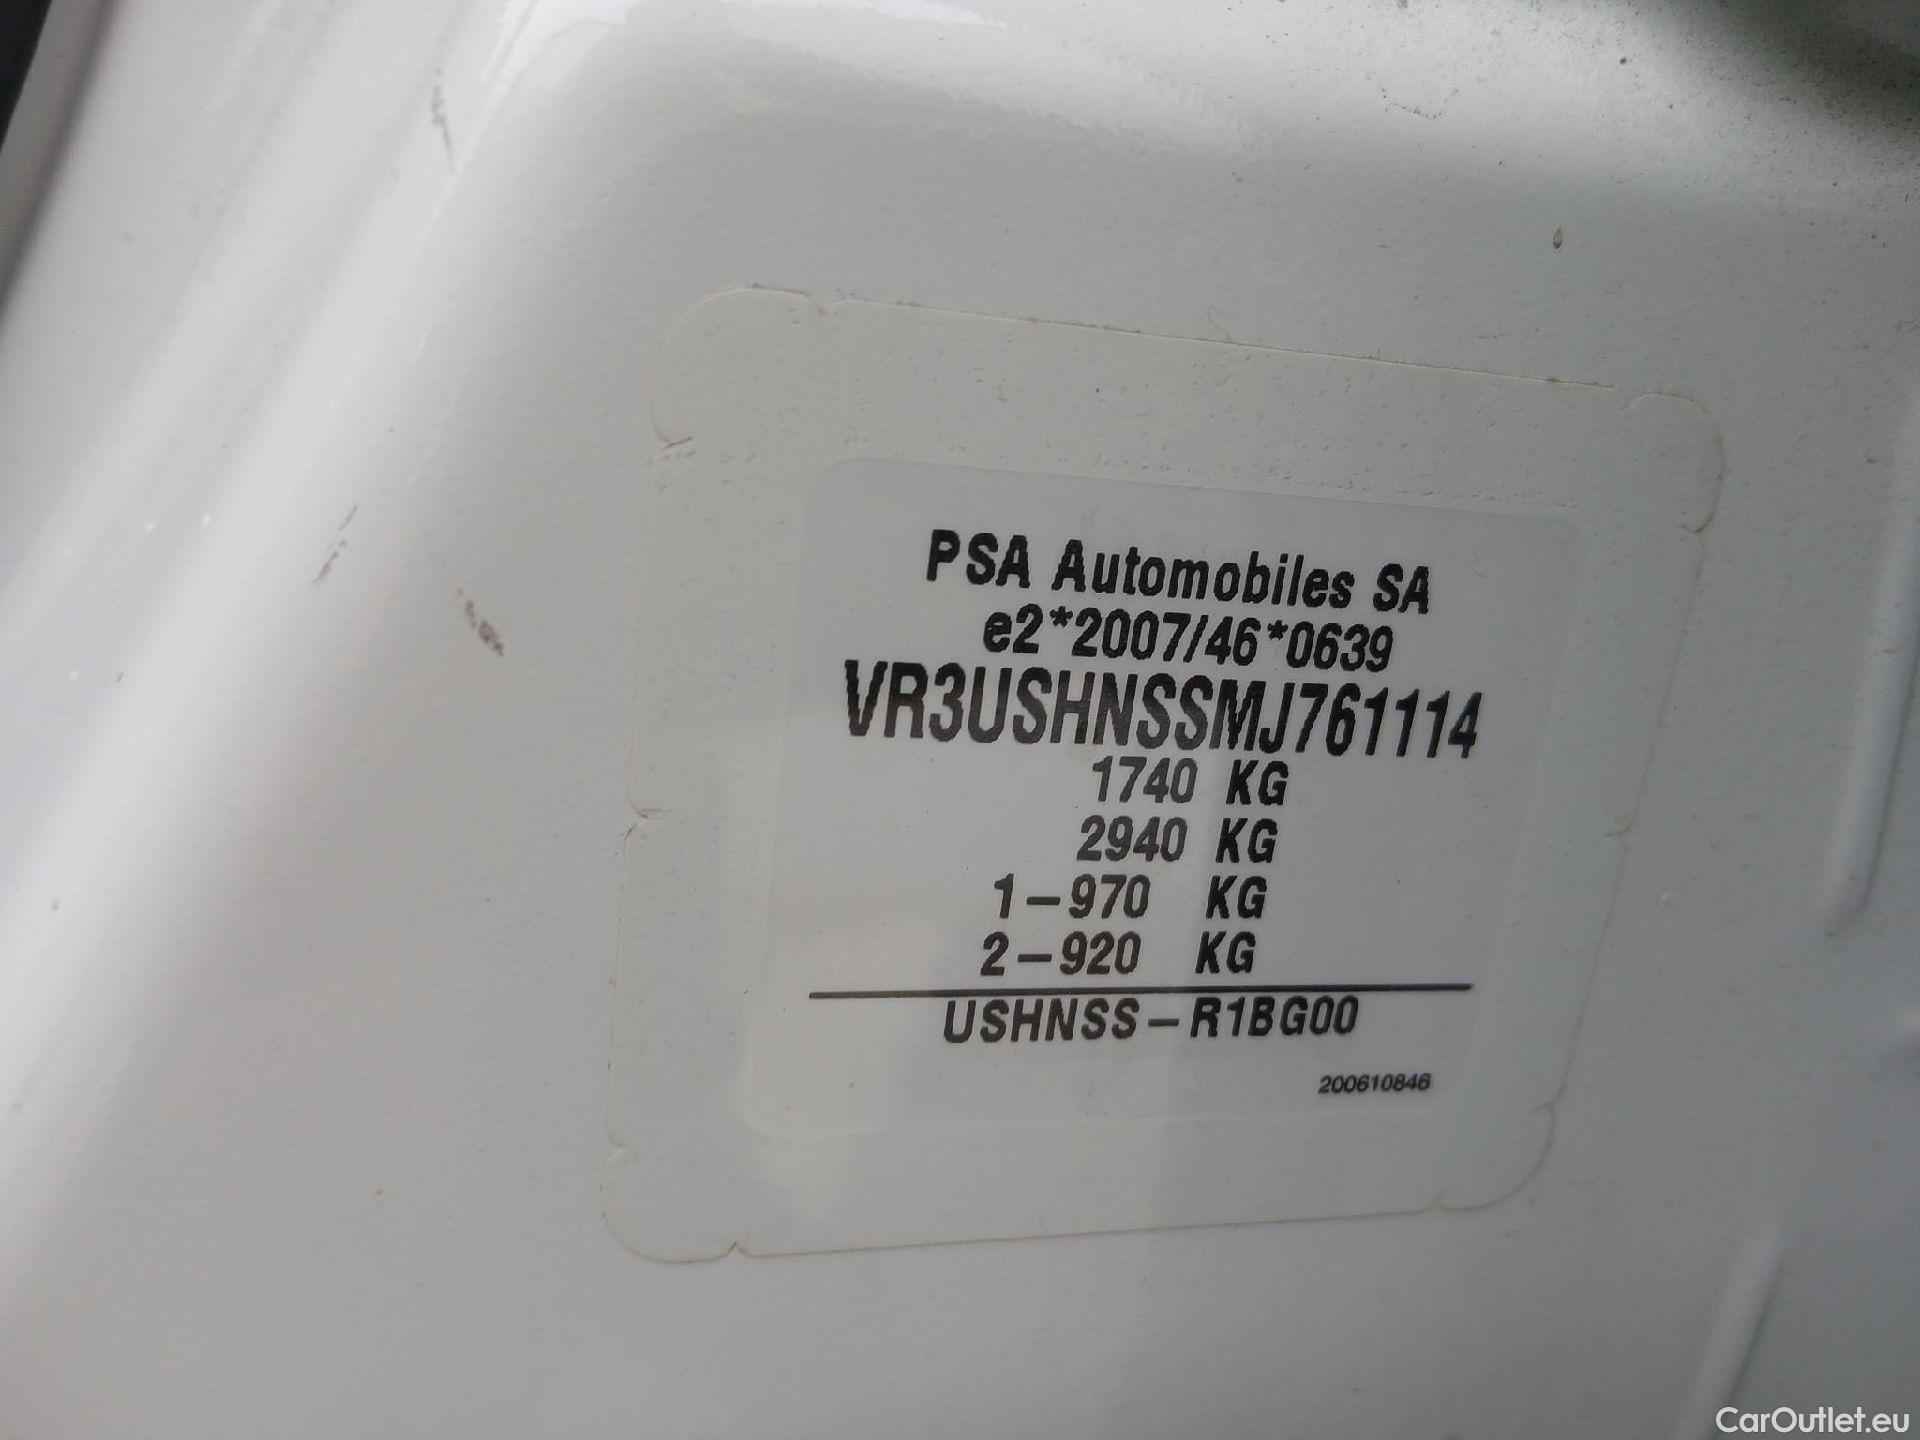 PSA Automobiles SA
e2*2007/46*0639
VR3USHNSSMJ761114
1740 KG
2940 KG
1-970 KG
2-920 KG
USHNSS-R1BG00
200610846
CarOutlet.eu